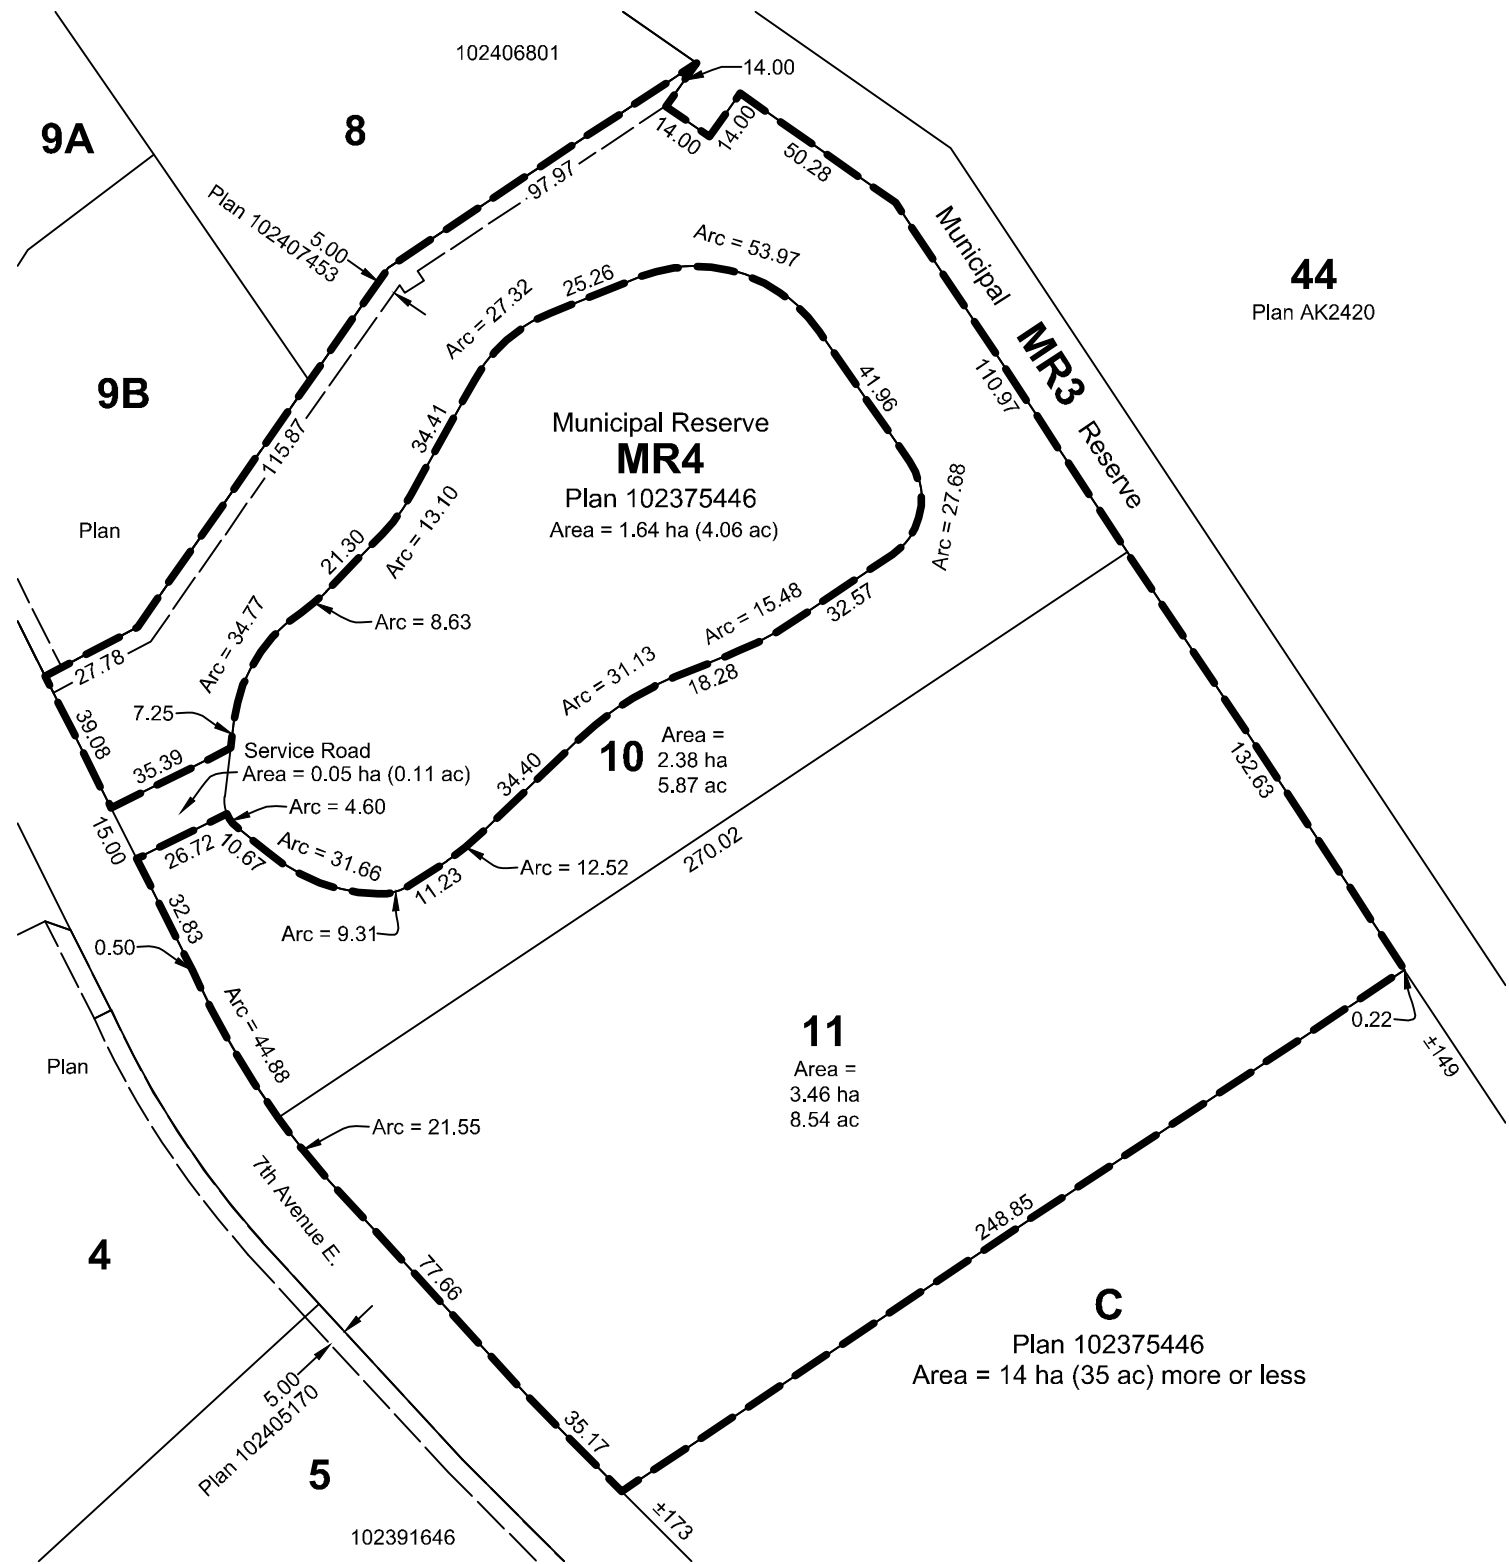 102406801
14.00
9A
8
14.00
14.00
50.28
97.97
Plan 102407453
5.00
Municipal MR3 Reserve
Arc = 53.97
44
Plan AK2420
25.26
Arc = 27.32
110.97
41.96
9B
Municipal Reserve
MR4
Plan 102375446
Area = 1.64 ha (4.06 ac)
34.41
115.87
Arc = 27.68
Plan
Arc = 13.10
21.30
Arc = 8.63
Arc = 34.77
Arc = 15.48
32.57
27.78
Arc = 31.13
18.28
39.08
7.25
Service Road
Area = 0.05 ha (0.11 ac)
35.39
10
Area =
2.38 ha
5.87 ac
34.40
132.63
Arc = 4.60
15.00
26.72
10.67
Arc = 31.66
270.02
Arc = 12.52
11.23
32.83
Arc = 9.31
0.50
Arc = 44.88
11
Area =
3.46 ha
8.54 ac
0.22
±149
Plan
Arc = 21.55
7th Avenue E.
248.85
4
77.66
C
Plan 102375446
Area = 14 ha (35 ac) more or less
5.00
Plan 102405170
35.17
5
±173
102391646